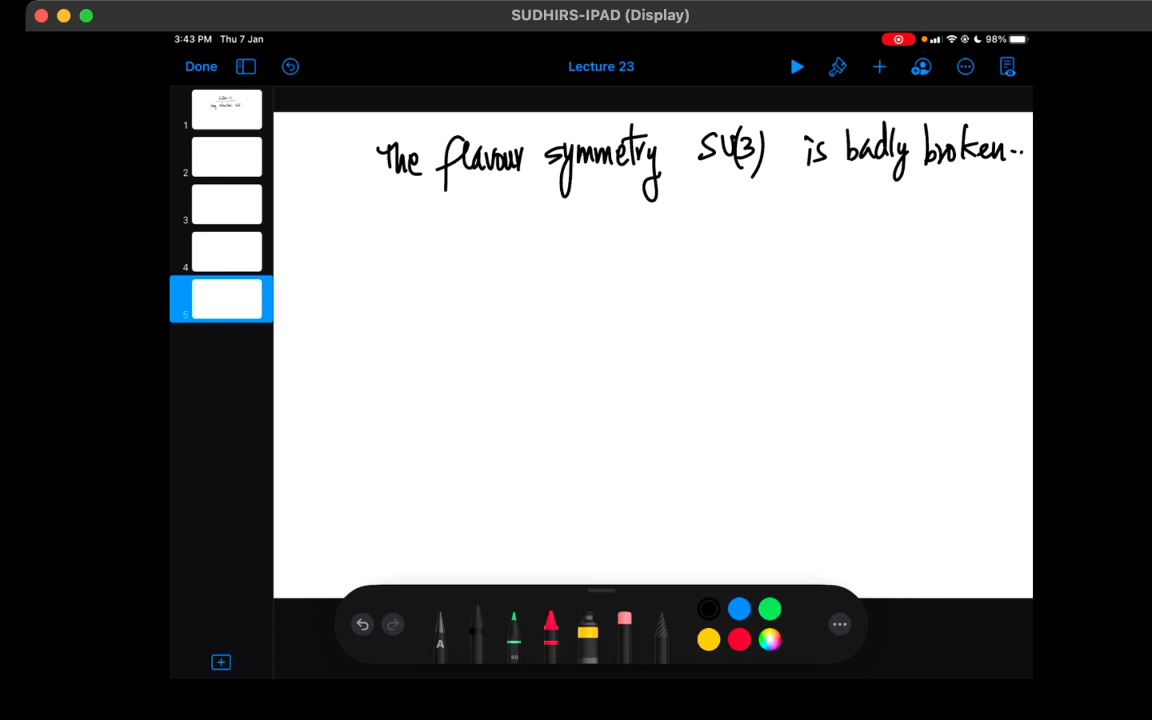 SUDHIRS-IPAD (Display)
3:43 PM Thu 7 Jan
98%
Done
Lecture 23
1
2
3
4
5
The flavour symmetry SU(3) is badly broken..
A
50